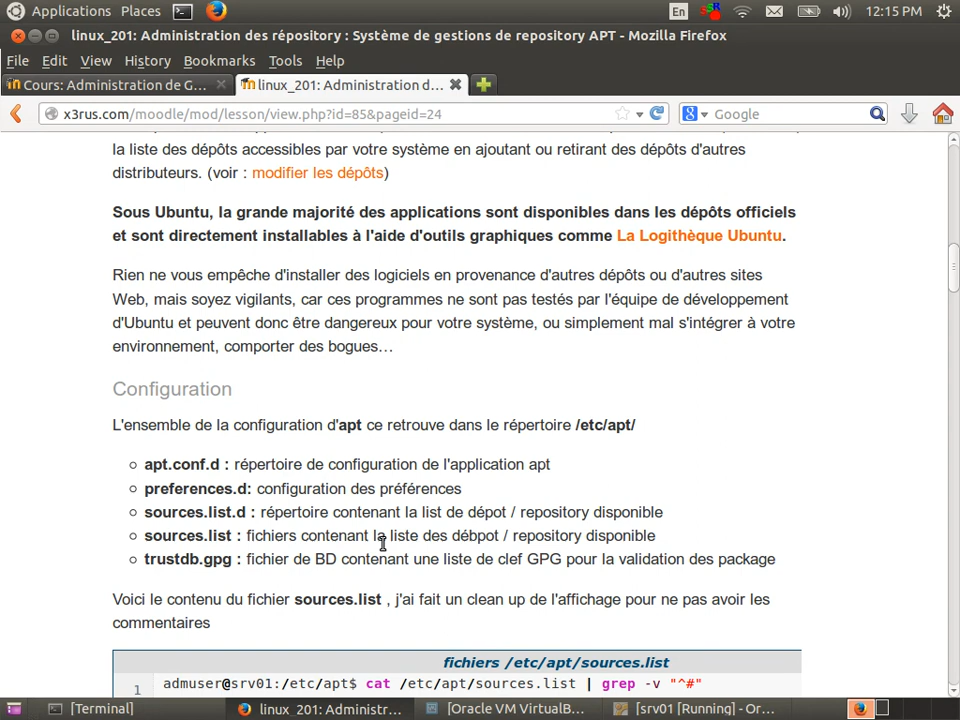 Applications Places En 12:15 PM
linux_201: Administration des répository : Système de gestions de repository APT - Mozilla Firefox
File Edit View History Bookmarks Tools Help
Cours: Administration de G... linux_201: Administration d...
x3rus.com/moodle/mod/lesson/view.php?id=85&pageid=24 Google
la liste des dépôts accessibles par votre système en ajoutant ou retirant des dépôts d'autres
distributeurs. (voir : modifier les dépôts)
Sous Ubuntu, la grande majorité des applications sont disponibles dans les dépôts officiels
et sont directement installables à l'aide d'outils graphiques comme La Logithèque Ubuntu.
Rien ne vous empêche d'installer des logiciels en provenance d'autres dépôts ou d'autres sites
Web, mais soyez vigilants, car ces programmes ne sont pas testés par l'équipe de développement
d'Ubuntu et peuvent donc être dangereux pour votre système, ou simplement mal s'intégrer à votre
environnement, comporter des bogues…
Configuration
L'ensemble de la configuration d'apt ce retrouve dans le répertoire /etc/apt/
apt.conf.d : répertoire de configuration de l'application apt
preferences.d: configuration des préférences
sources.list.d : répertoire contenant la list de dépot / repository disponible
sources.list : fichiers contenant la liste des débpot / repository disponible
trustdb.gpg : fichier de BD contenant une liste de clef GPG pour la validation des package
Voici le contenu du fichier sources.list , j'ai fait un clean up de l'affichage pour ne pas avoir les
commentaires
fichiers /etc/apt/sources.list
1 admuser@srv01:/etc/apt$ cat /etc/apt/sources.list | grep -v "^#"
[Terminal] linux_201: Administr... [Oracle VM VirtualB... [srv01 [Running] - Or...